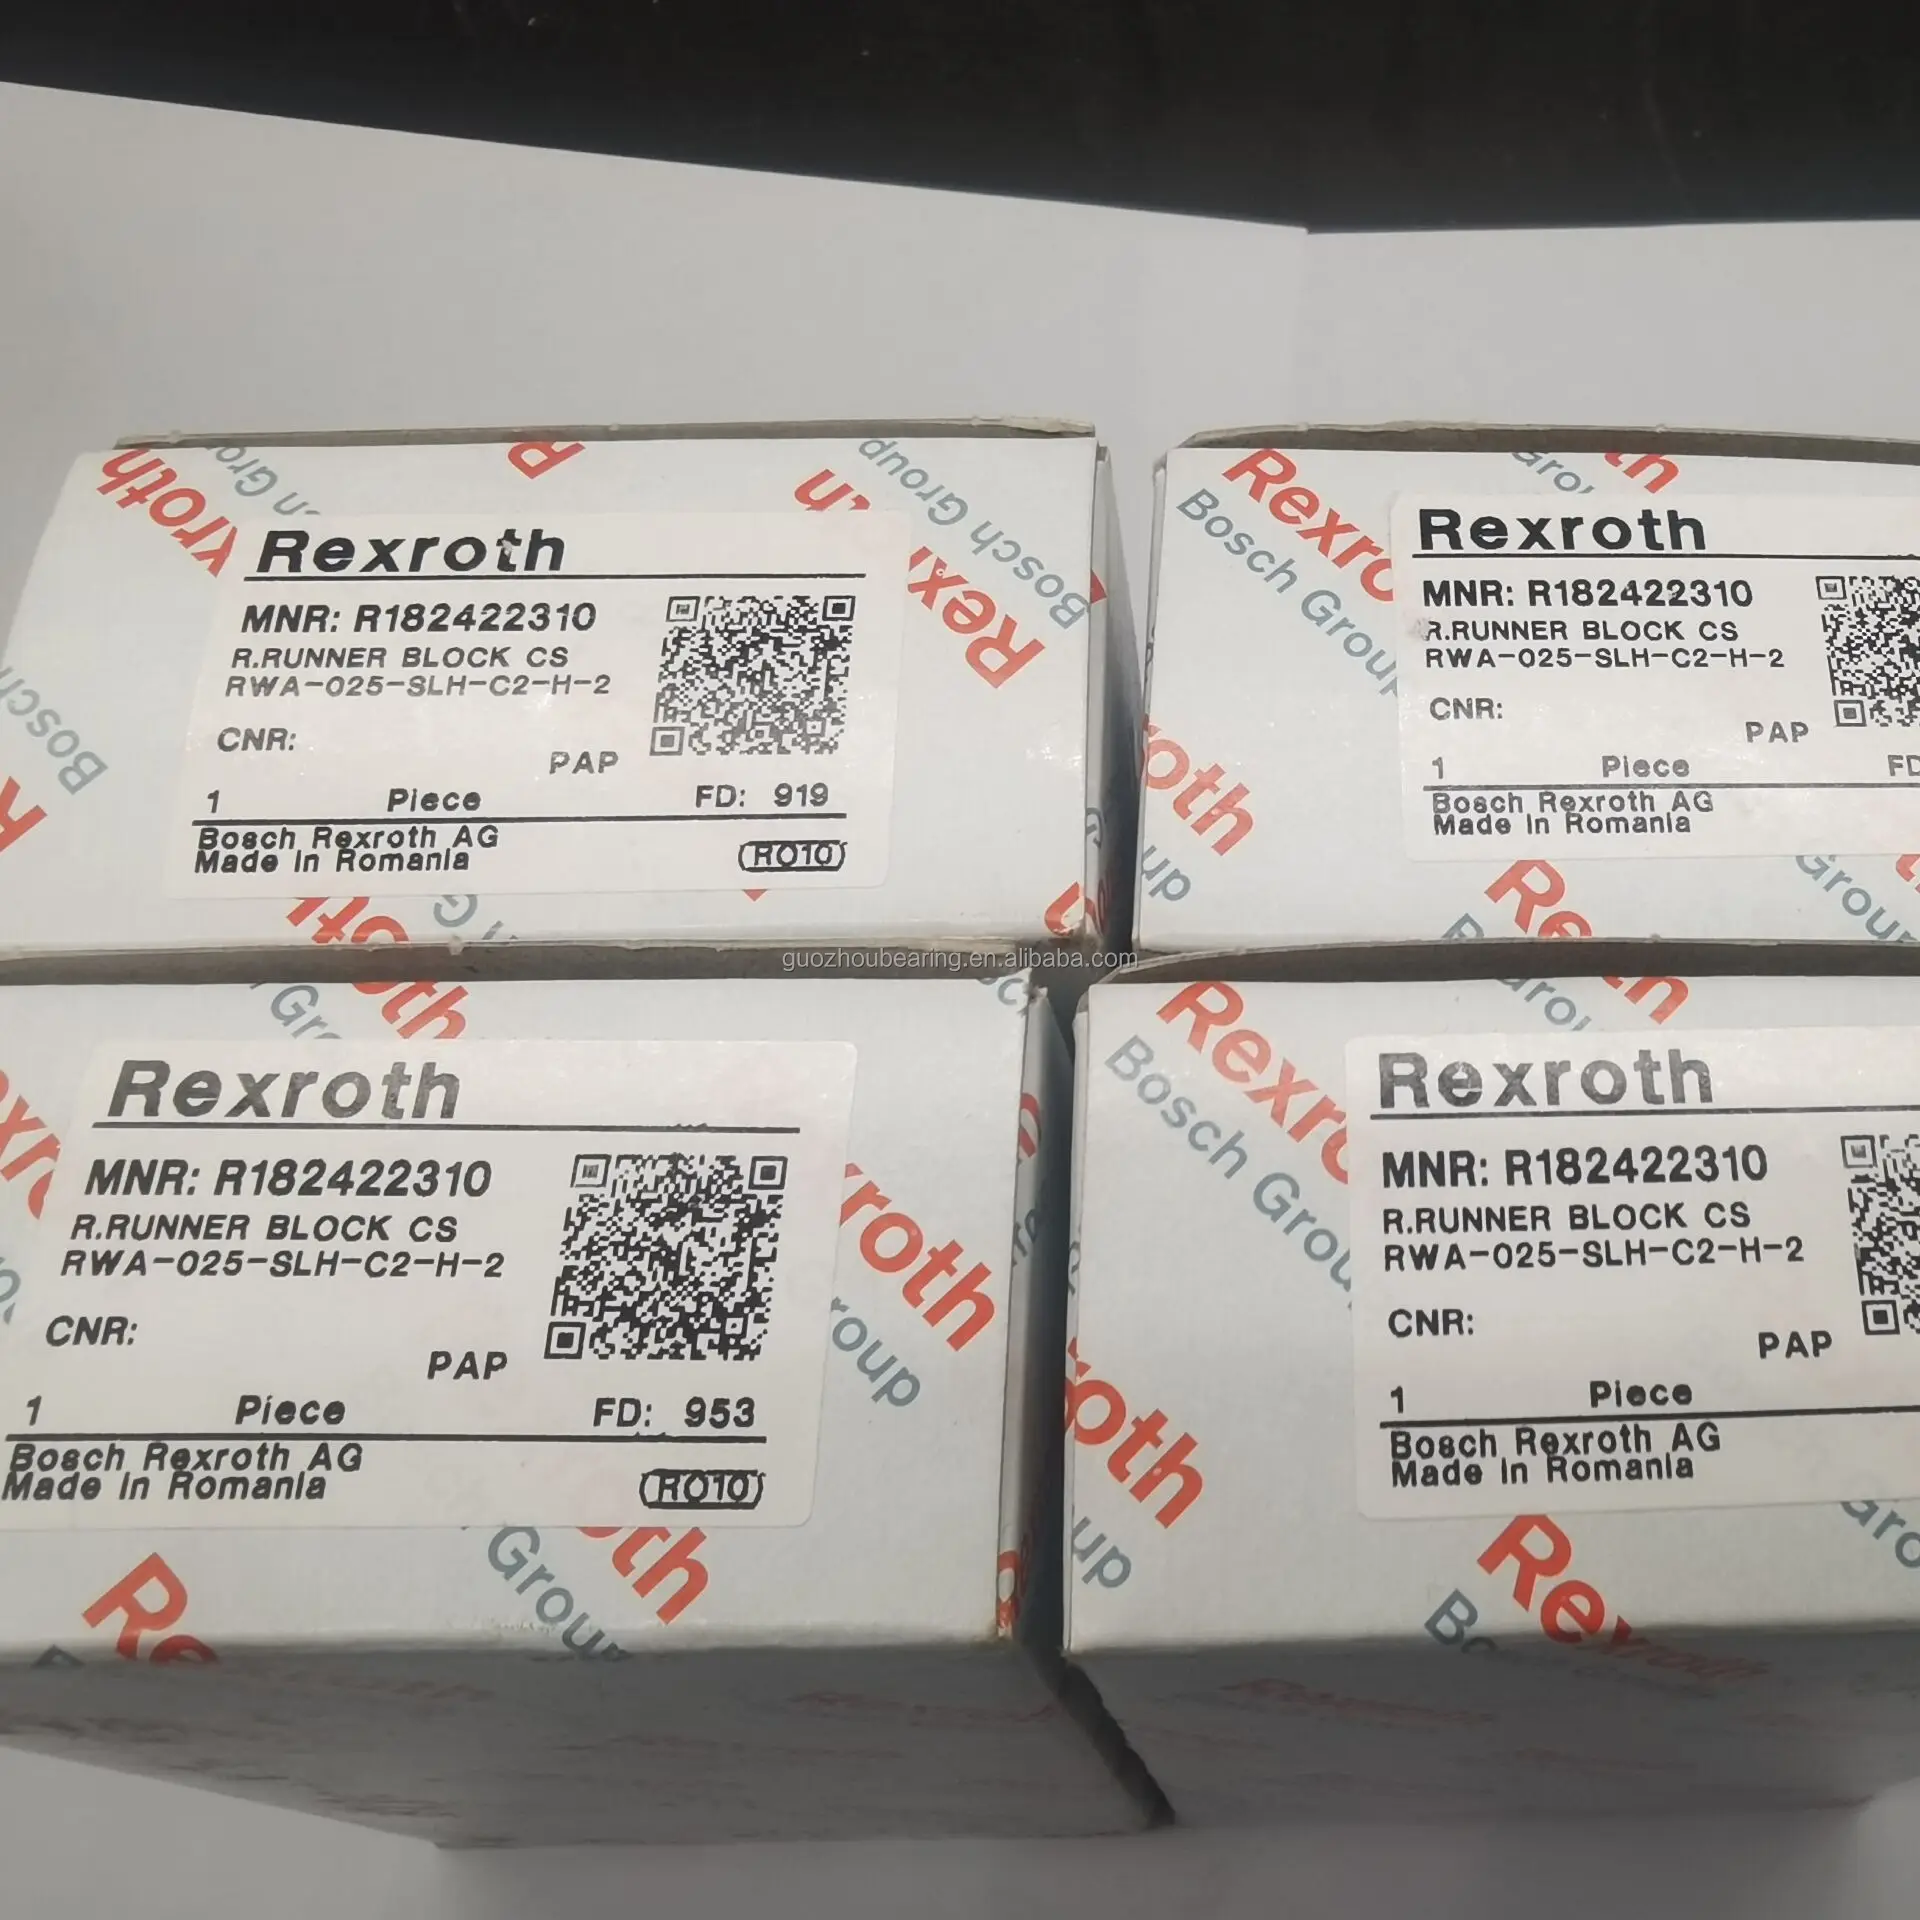 Rexroth
MNR: R182422310
R.RUNNER BLOCK CS
RWA-025-SLH-C2-H-2
CNR:
PAP
1 Piece FD: 919
Bosch Rexroth AG
Made in Romania
RO10
Rexroth
MNR: R182422310
R.RUNNER BLOCK CS
RWA-025-SLH-C2-H-2
CNR:
PAP
1 Piece FD
Bosch Rexroth AG
Made in Romania
guozhoubearing.en.alibaba.com
Rexroth
MNR: R182422310
R.RUNNER BLOCK CS
RWA-025-SLH-C2-H-2
CNR:
PAP
1 Piece FD: 953
Bosch Rexroth AG
Made in Romania
RO10
Rexroth
MNR: R182422310
R.RUNNER BLOCK CS
RWA-025-SLH-C2-H-2
CNR:
PAP
1 Piece
Bosch Rexroth AG
Made in Romania
Bosch Group
Bosch Group
Bosch Group